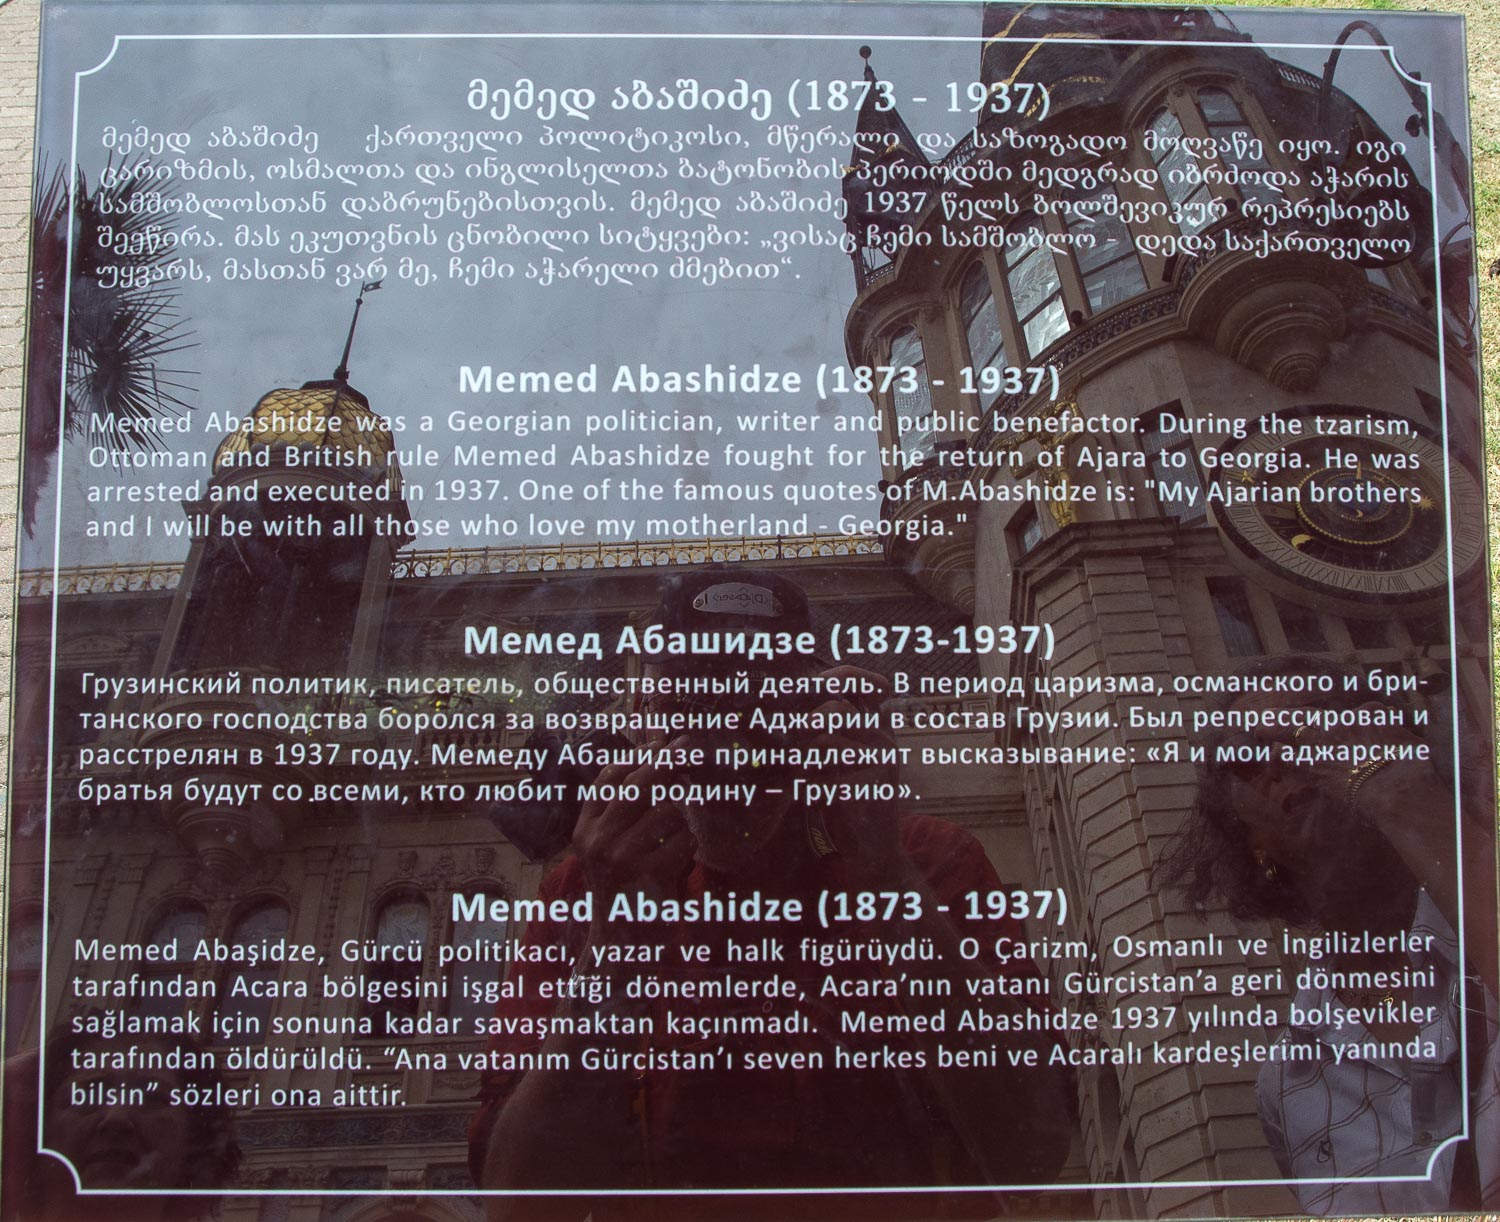 მემედ აბაშიძე (1873 - 1937)
მემედ აბაშიძე ქართველი პოლიტიკოსი, მწერალი და საზოგადო მოღვაწე იყო. იგი
ცარიზმის, ოსმალთა და ინგლისელთა ბატონობის პერიოდში მედგრად იბრძოდა აჭარის
სამშობლოსთან დაბრუნებისთვის. მემედ აბაშიძე 1937 წელს ბოლშევიკურ რეპრესიებს
შეეწირა. მას ეკუთვნის ცნობილი სიტყვები: „ვისაც ჩემი სამშობლო - დედა საქართველო
უყვარს, მასთან ვარ მე, ჩემი აჭარელი ძმებით“.
Memed Abashidze (1873 - 1937)
Memed Abashidze was a Georgian politician, writer and public benefactor. During the tzarism,
Ottoman and British rule Memed Abashidze fought for the return of Ajara to Georgia. He was
arrested and executed in 1937. One of the famous quotes of M.Abashidze is: "My Ajarian brothers
and I will be with all those who love my motherland - Georgia."
Мемед Абашидзе (1873-1937)
Грузинский политик, писатель, общественный деятель. В период царизма, османского и бри-
танского господства боролся за возвращение Аджарии в состав Грузии. Был репрессирован и
расстрелян в 1937 году. Мемеду Абашидзе принадлежит высказывание: «Я и мои аджарские
братья будут со всеми, кто любит мою родину – Грузию».
Memed Abashidze (1873 - 1937)
Memed Abaşidze, Gürcü politikacı, yazar ve halk figürüydü. O Çarizm, Osmanlı ve İngilizlerler
tarafından Acara bölgesini işgal ettiği dönemlerde, Acara’nın vatanı Gürcistan’a geri dönmesini
sağlamak için sonuna kadar savaşmaktan kaçınmadı. Memed Abashidze 1937 yılında bolşevikler
tarafından öldürüldü. “Ana vatanım Gürcistan’ı seven herkes beni ve Acaralı kardeşlerimi yanında
bilsin” sözleri ona aittir.